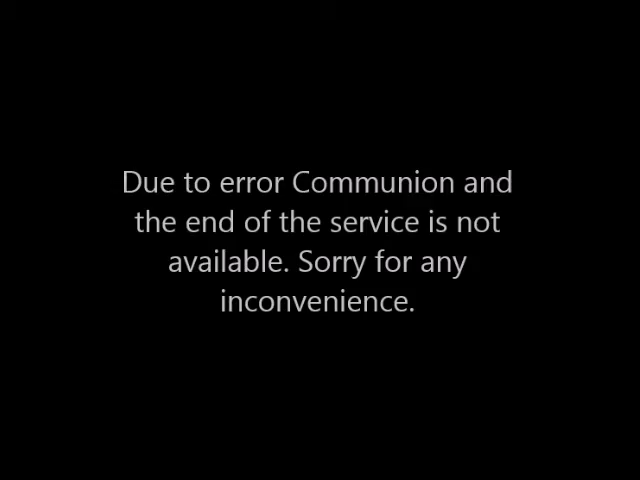 Due to error Communion and
the end of the service is not
available. Sorry for any
inconvenience.